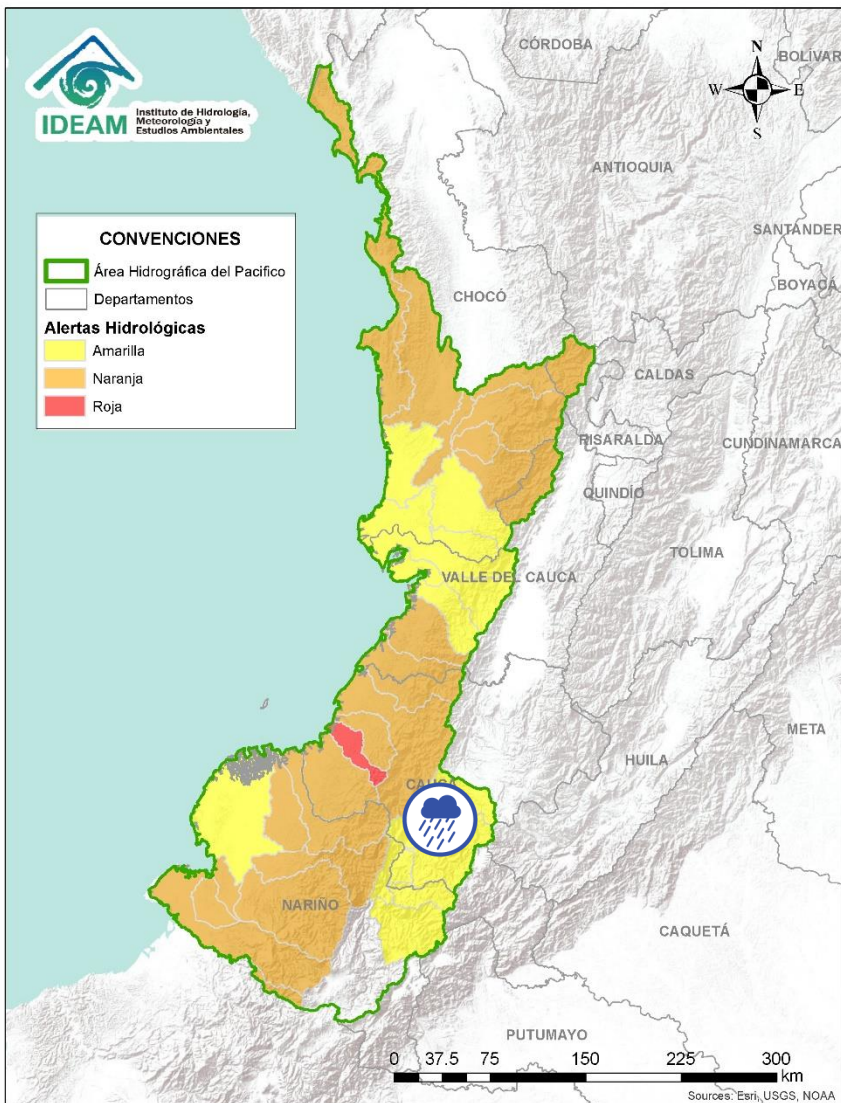 IDEAM
Instituto de Hidrología,
Meteorología y
Estudios Ambientales
N
W
E
S
CÓRDOBA
BOLÍVAR
ANTIOQUIA
SANTANDER
BOYACÁ
CONVENCIONES
Área Hidrográfica del Pacifico
Departamentos
Alertas Hidrológicas
Amarilla
Naranja
Roja
CHOCÓ
CALDAS
RISARALDA
CUNDINAMARCA
QUINDÍO
TOLIMA
VALLE DEL CAUCA
META
HUILA
CAUCA
NARIÑO
CAQUETÁ
PUTUMAYO
0 37.5 75 150 225 300
km
Sources: Esri, USGS, NOAA